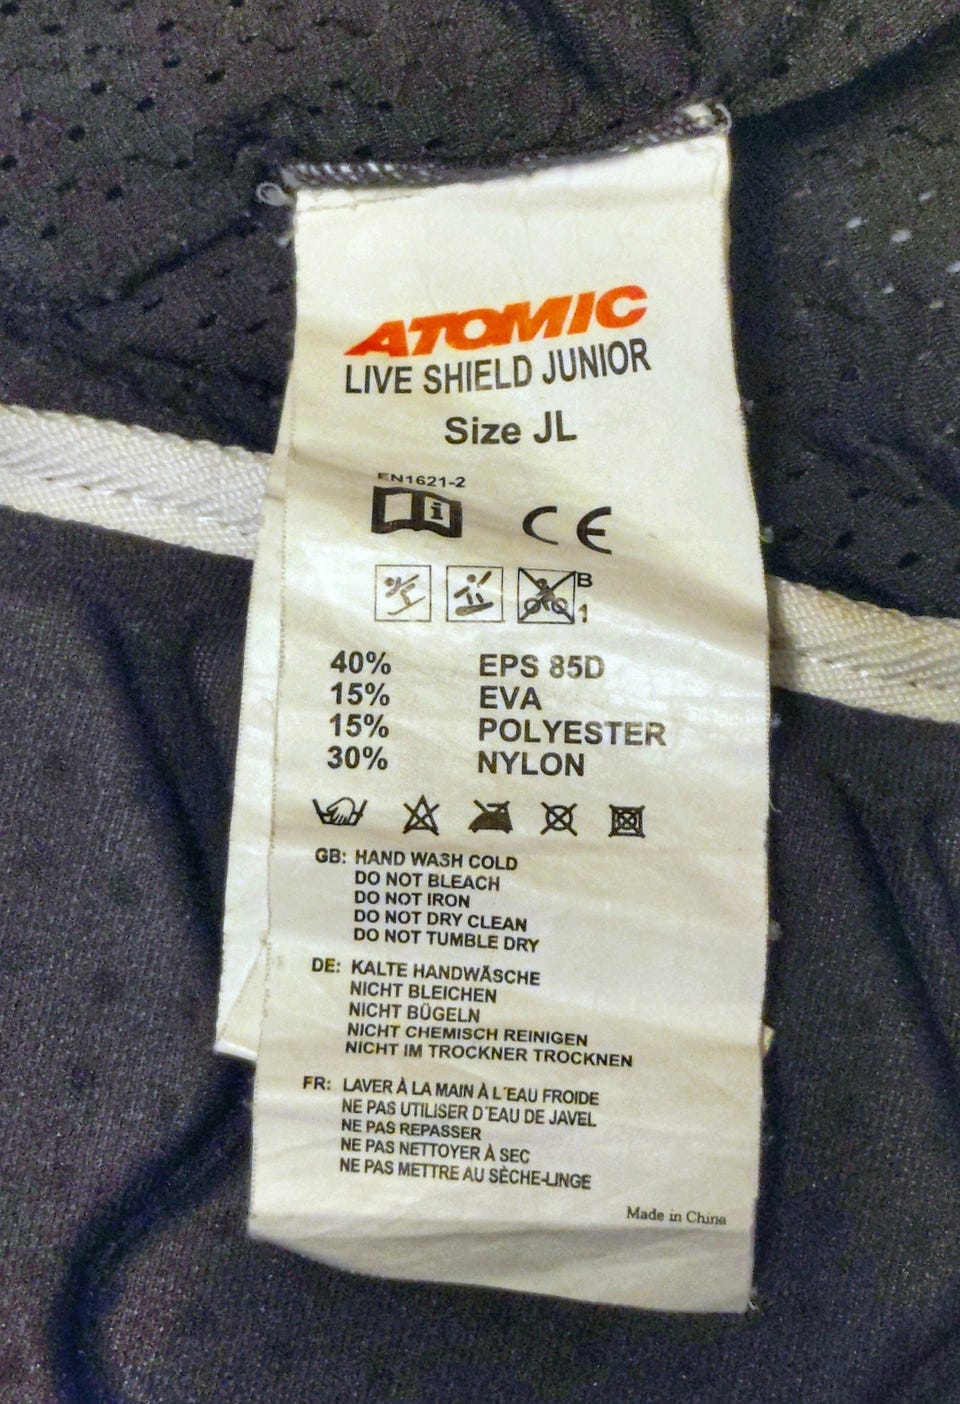 ATOMIC
LIVE SHIELD JUNIOR
Size JL
EN1621-2
i
CE
B
1
40% EPS 85D
15% EVA
15% POLYESTER
30% NYLON
GB: HAND WASH COLD
DO NOT BLEACH
DO NOT IRON
DO NOT DRY CLEAN
DO NOT TUMBLE DRY
DE: KALTE HANDWÄSCHE
NICHT BLEICHEN
NICHT BÜGELN
NICHT CHEMISCH REINIGEN
NICHT IM TROCKNER TROCKNEN
FR: LAVER À LA MAIN À L´EAU FROIDE
NE PAS UTILISER D´EAU DE JAVEL
NE PAS REPASSER
NE PAS NETTOYER À SEC
NE PAS METTRE AU SÈCHE-LINGE
Made in China